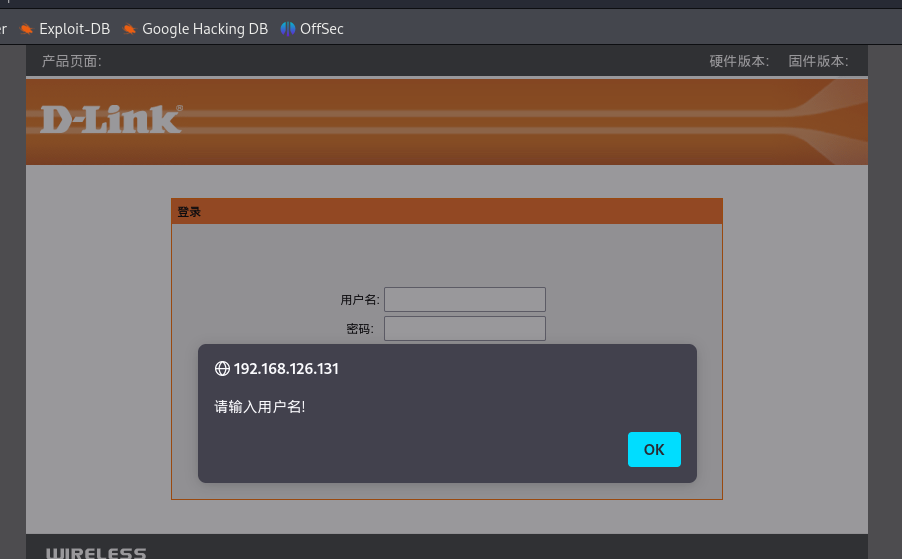 Exploit-DB Google Hacking DB OffSec
产品页面: 硬件版本: 固件版本:
D-Link®
登录
用户名:
密码:
192.168.126.131
请输入用户名!
OK
WIRELESS